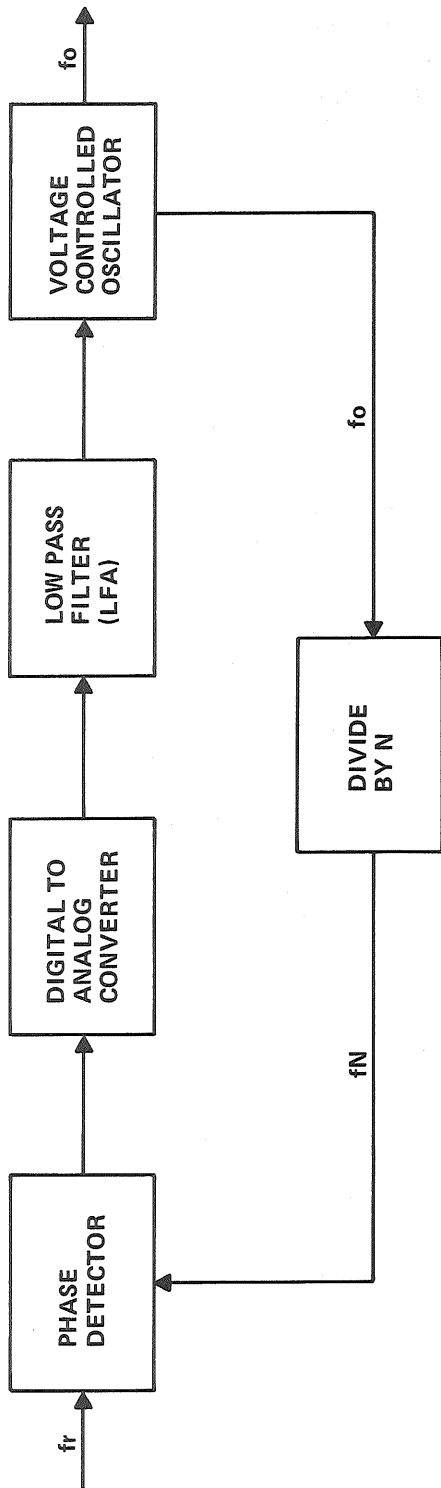 fr
PHASE
DETECTOR
DIGITAL TO
ANALOG
CONVERTER
LOW PASS
FILTER
(LFA)
VOLTAGE
CONTROLLED
OSCILLATOR
fo
fN
DIVIDE
BY N
fo